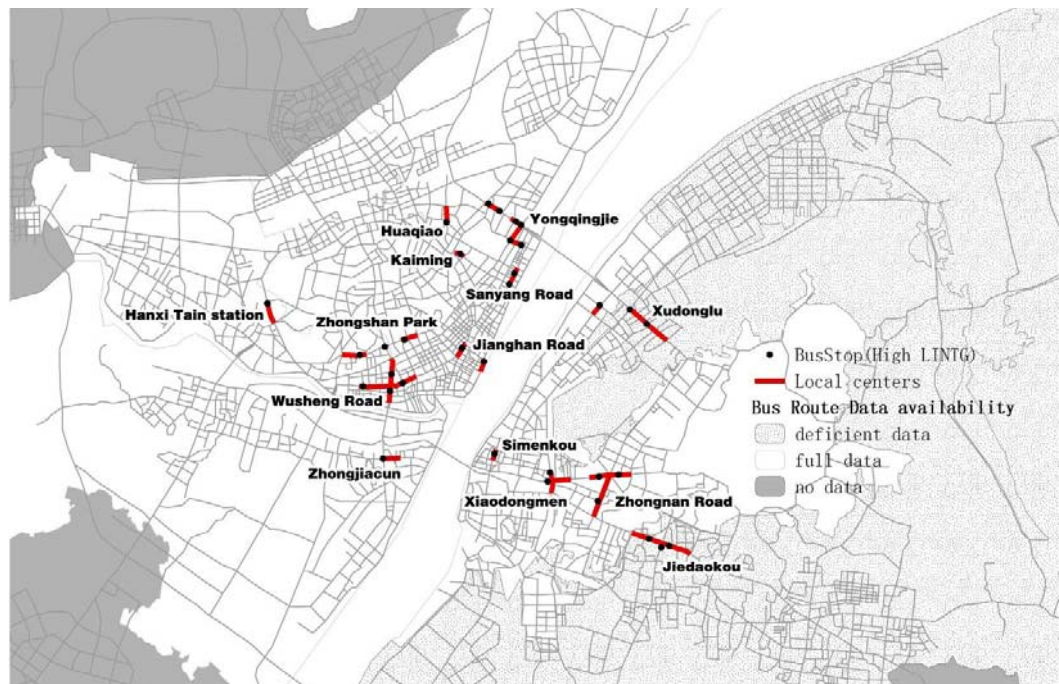 Yongqingjie
Huaqiao
Kaiming
Sanyang Road
Hanxi Tain station
Xudonglu
Zhongshan Park
Jianghan Road
BusStop(High LINTG)
Local centers
Wusheng Road
Bus Route Data availability
deficient data
Simenkou
full data
Zhongjiacun
no data
Xiaodongmen
Zhongnan Road
Jiedaokou